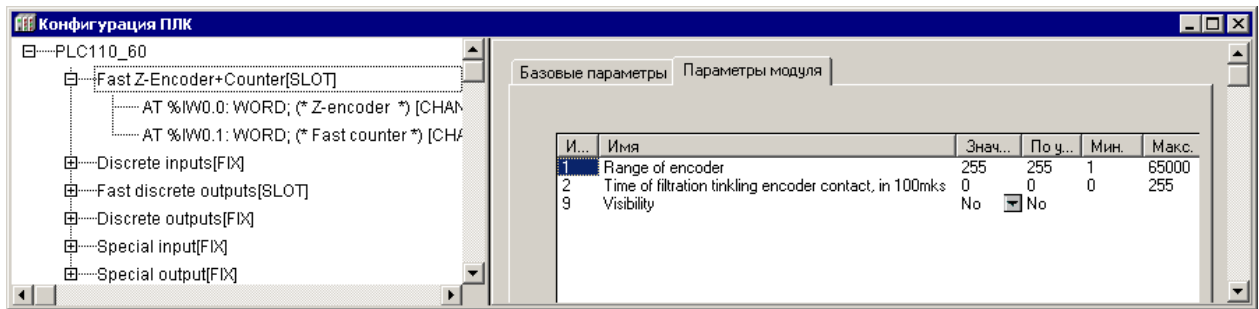 Конфигурация ПЛК
PLC110_60
Fast Z-Encoder+Counter[SLOT]
AT %IW0.0: WORD; (* Z-encoder *) [CHAN
AT %IW0.1: WORD; (* Fast counter *) [CHA
Discrete inputs[FIX]
Fast discrete outputs[SLOT]
Discrete outputs[FIX]
Special input[FIX]
Special output[FIX]
Базовые параметры Параметры модуля
И... Имя Знач... По у... Мин. Макс.
1 Range of encoder 255 255 1 65000
2 Time of filtration tinkling encoder contact, in 100mks 0 0 0 255
9 Visibility No No